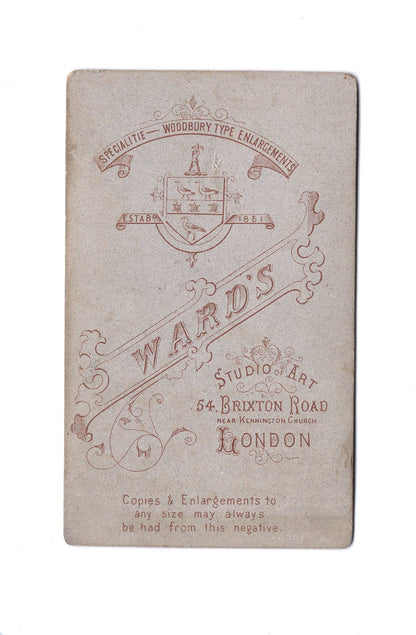 SPECIALITIE — WOODBURY TYPE ENLARGEMENTS
ESTABD 1851
WARD'S
STUDIO OF ART
54. BRIXTON ROAD
NEAR KENNINGTON CHURCH
LONDON
Copies & Enlargements to
any size may always
be had from this negative.